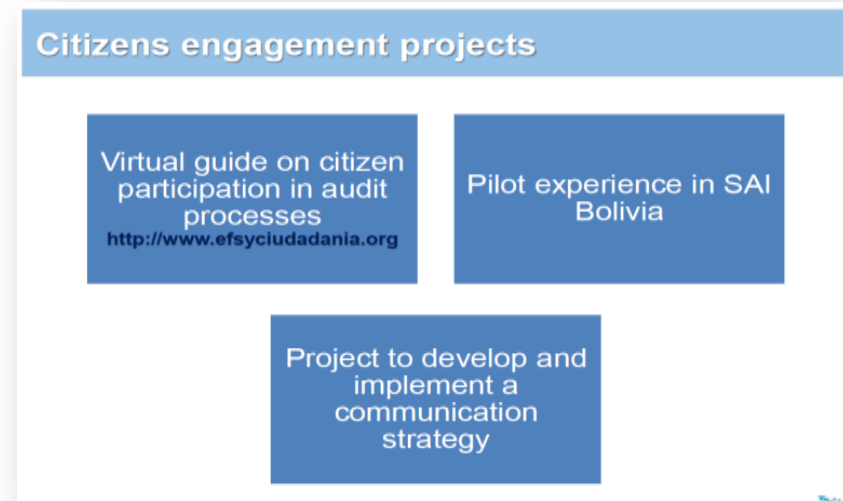 Citizens engagement projects
Virtual guide on citizen
participation in audit
processes
http://www.efsyciudadania.org
Pilot experience in SAI
Bolivia
Project to develop and
implement a
communication
strategy